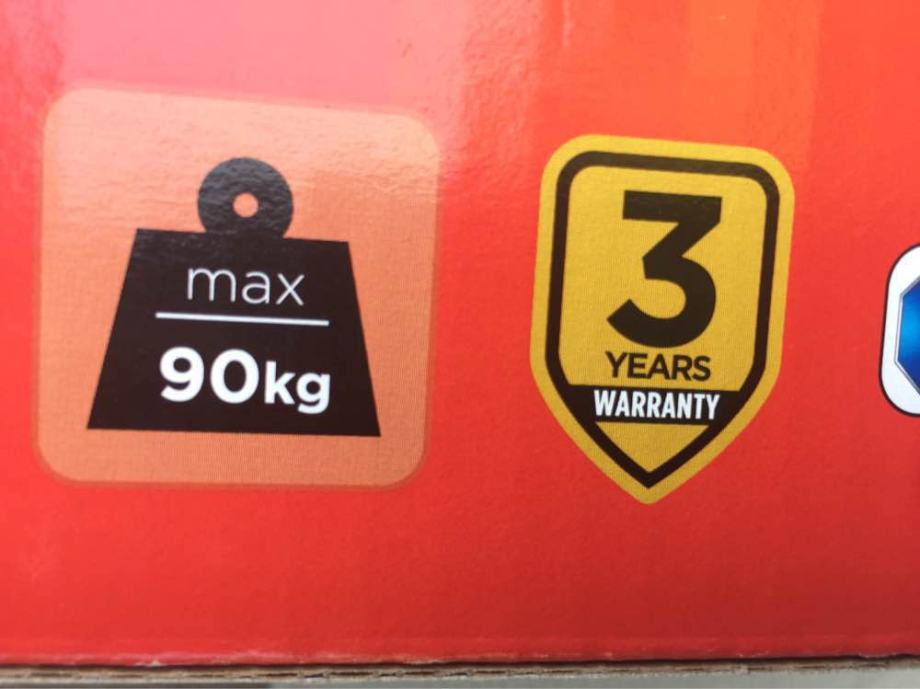 max
90kg
3
YEARS
WARRANTY